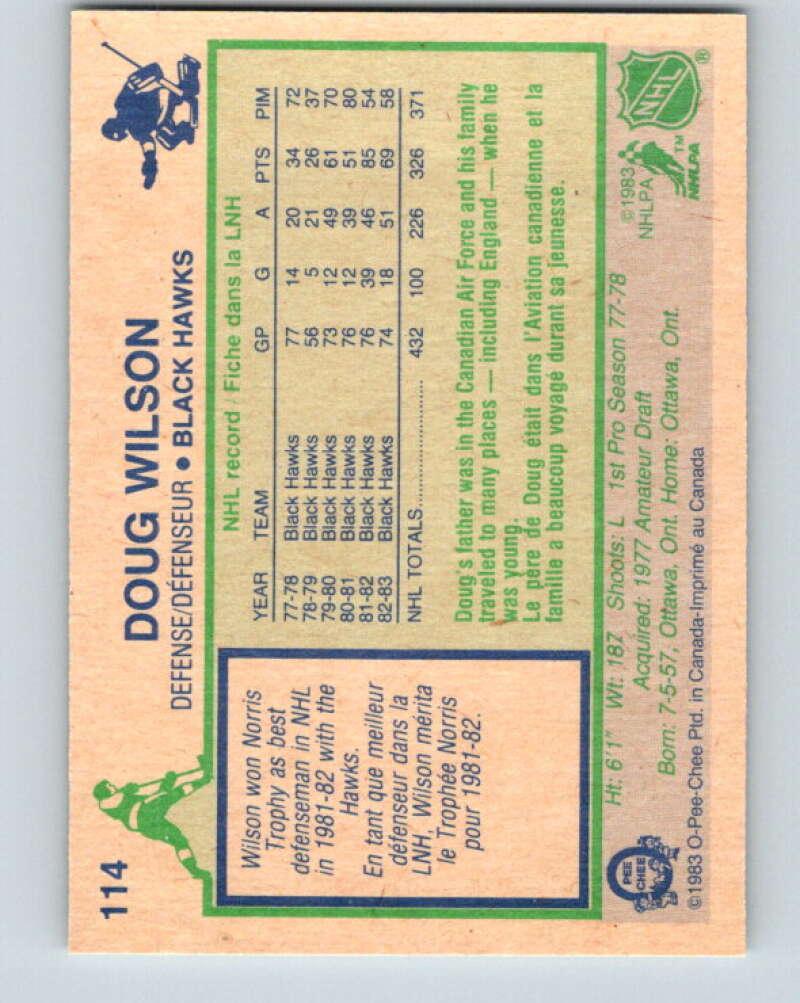 114
DOUG WILSON
DEFENSE/DÉFENSEUR • BLACK HAWKS
Wilson won Norris
Trophy as best
defenseman in NHL
in 1981-82 with the
Hawks.
En tant que meilleur
défenseur dans la
LNH, Wilson mérita
le Trophée Norris
pour 1981-82.
NHL record / Fiche dans la LNH
YEAR TEAM GP G A PTS PIM
77-78 Black Hawks 77 14 20 34 72
78-79 Black Hawks 56 5 21 26 37
79-80 Black Hawks 73 12 49 61 70
80-81 Black Hawks 76 12 39 51 80
81-82 Black Hawks 76 39 46 85 54
82-83 Black Hawks 74 18 51 69 58
NHL TOTALS.................... 432 100 226 326 371
Doug's father was in the Canadian Air Force and his family
traveled to many places — including England — when he
was young.
Le père de Doug était dans l'Aviation canadienne et la
famille a beaucoup voyagé durant sa jeunesse.
Ht: 6'1" Wt: 187 Shoots: L 1st Pro Season 77-78
Acquired: 1977 Amateur Draft
Born: 7-5-57, Ottawa, Ont. Home: Ottawa, Ont.
©1983 O-Pee-Chee Ptd. in Canada-Imprimé au Canada
PEE
CHEE
©1983
NHLPA
NHLPA
TM
NHL
®